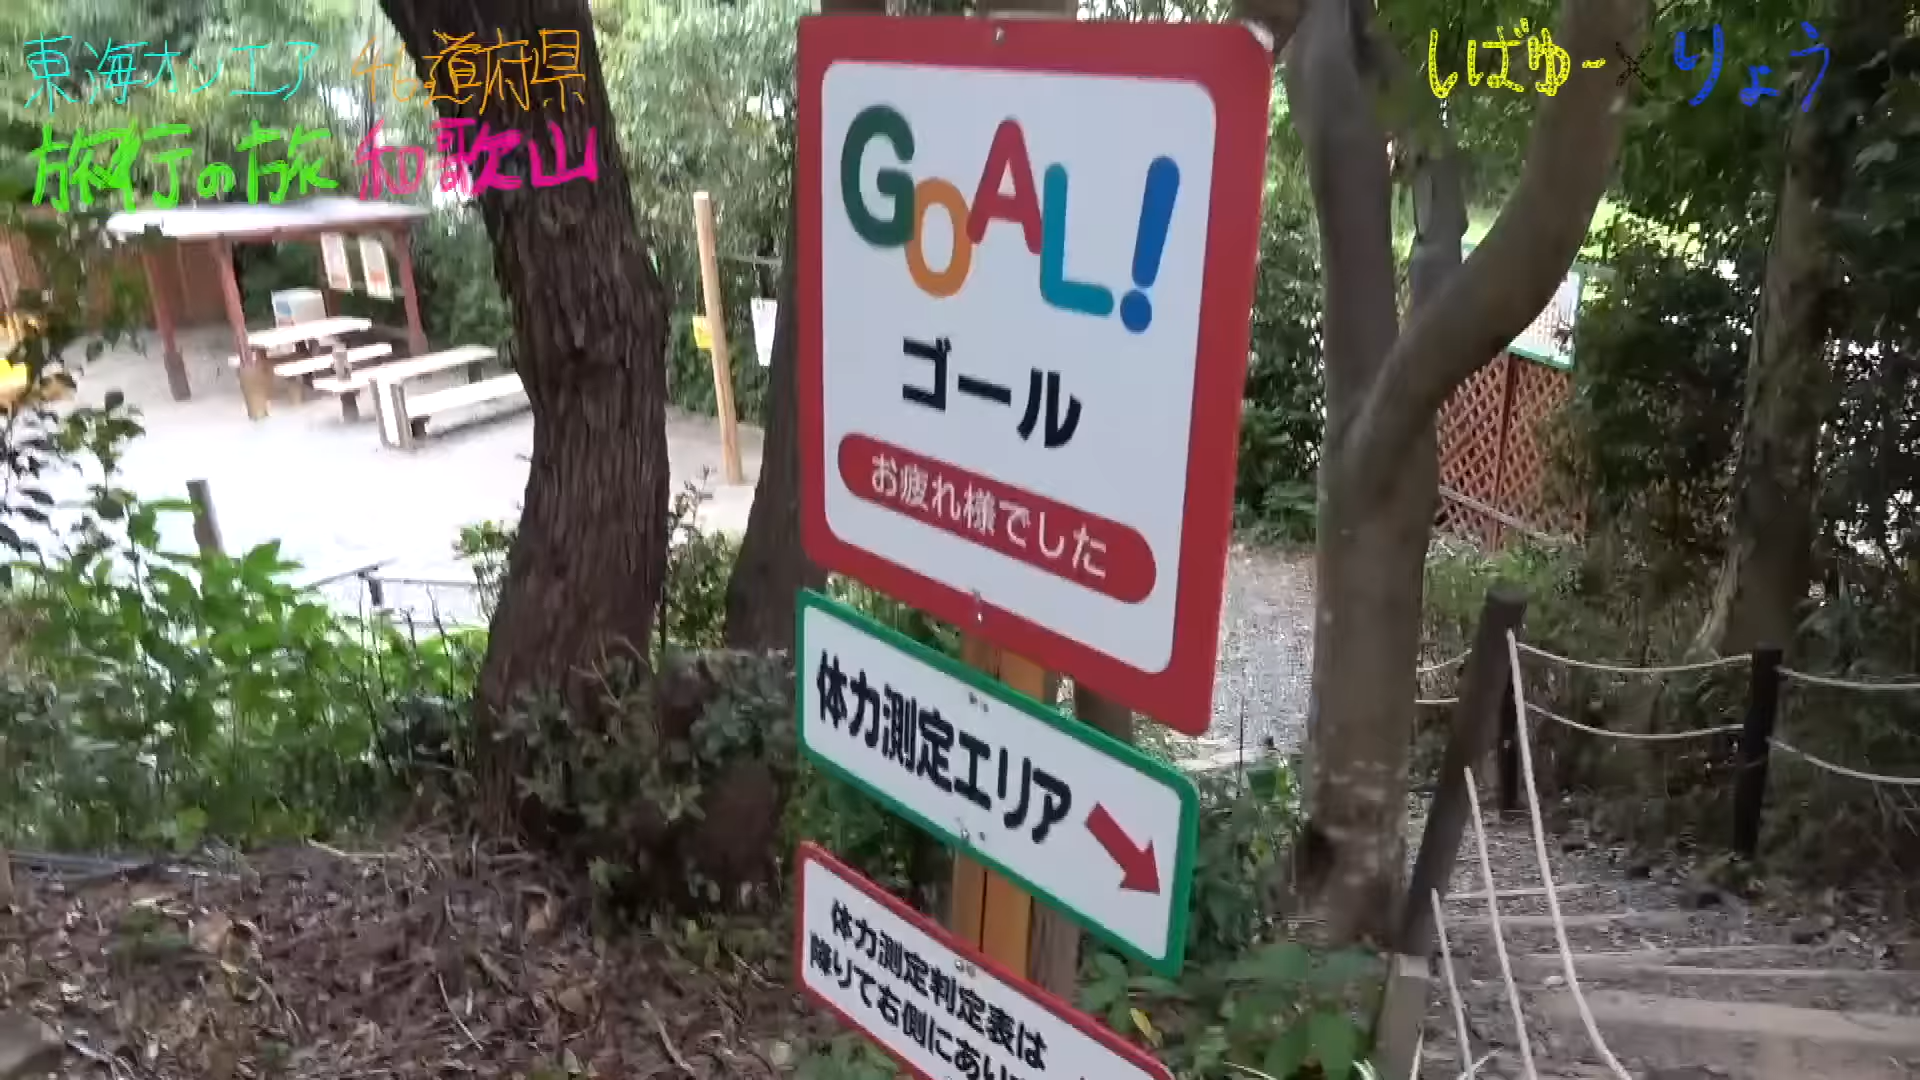 東海オンエア 46道府県
旅行の旅 和歌山
しばゆー×りょう
GOAL!
ゴール
お疲れ様でした
体力測定エリア
体力測定判定表は
降りて右側にあり